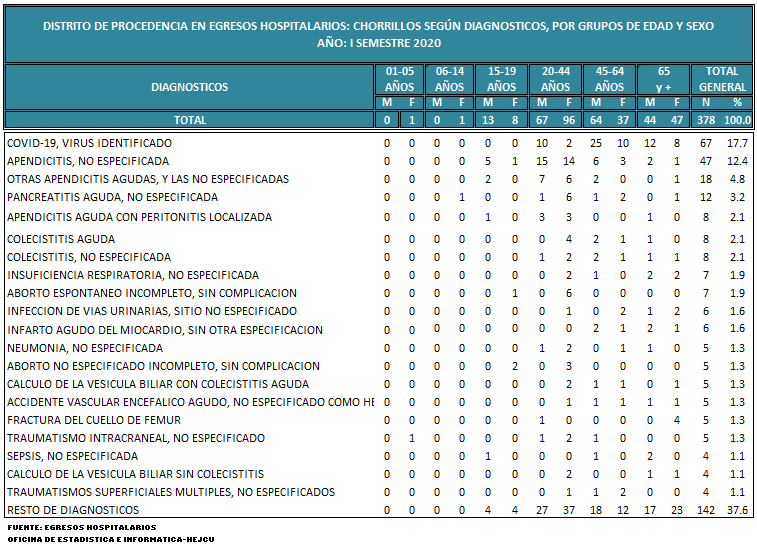 DISTRITO DE PROCEDENCIA EN EGRESOS HOSPITALARIOS: CHORRILLOS SEGÚN DIAGNOSTICOS, POR GRUPOS DE EDAD Y SEXO
AÑO: I SEMESTRE 2020
DIAGNOSTICOS 01-05 AÑOS 06-14 AÑOS 15-19 AÑOS 20-44 AÑOS 45-64 AÑOS 65 y + TOTAL GENERAL
M F M F M F M F M F M F N %
TOTAL 0 1 0 1 13 8 67 96 64 37 44 47 378 100.0
COVID-19, VIRUS IDENTIFICADO 0 0 0 0 0 0 10 2 25 10 12 8 67 17.7
APENDICITIS, NO ESPECIFICADA 0 0 0 0 5 1 15 14 6 3 2 1 47 12.4
OTRAS APENDICITIS AGUDAS, Y LAS NO ESPECIFICADAS 0 0 0 0 2 0 7 6 2 0 0 1 18 4.8
PANCREATITIS AGUDA, NO ESPECIFICADA 0 0 0 1 0 0 1 6 1 2 0 1 12 3.2
APENDICITIS AGUDA CON PERITONITIS LOCALIZADA 0 0 0 0 1 0 3 3 0 0 1 0 8 2.1
COLECISTITIS AGUDA 0 0 0 0 0 0 0 4 2 1 1 0 8 2.1
COLECISTITIS, NO ESPECIFICADA 0 0 0 0 0 0 1 2 2 1 1 1 8 2.1
INSUFICIENCIA RESPIRATORIA, NO ESPECIFICADA 0 0 0 0 0 0 0 2 1 0 2 2 7 1.9
ABORTO ESPONTANEO INCOMPLETO, SIN COMPLICACION 0 0 0 0 0 1 0 6 0 0 0 0 7 1.9
INFECCION DE VIAS URINARIAS, SITIO NO ESPECIFICADO 0 0 0 0 0 0 0 1 0 2 1 2 6 1.6
INFARTO AGUDO DEL MIOCARDIO, SIN OTRA ESPECIFICACION 0 0 0 0 0 0 0 0 2 1 2 1 6 1.6
NEUMONIA, NO ESPECIFICADA 0 0 0 0 0 0 1 2 0 1 1 0 5 1.3
ABORTO NO ESPECIFICADO INCOMPLETO, SIN COMPLICACION 0 0 0 0 0 2 0 3 0 0 0 0 5 1.3
CALCULO DE LA VESICULA BILIAR CON COLECISTITIS AGUDA 0 0 0 0 0 0 0 2 1 1 0 1 5 1.3
ACCIDENTE VASCULAR ENCEFALICO AGUDO, NO ESPECIFICADO COMO HE 0 0 0 0 0 0 0 1 1 1 1 1 5 1.3
FRACTURA DEL CUELLO DE FEMUR 0 0 0 0 0 0 1 0 0 0 0 4 5 1.3
TRAUMATISMO INTRACRANEAL, NO ESPECIFICADO 0 1 0 0 0 0 1 2 1 0 0 0 5 1.3
SEPSIS, NO ESPECIFICADA 0 0 0 0 1 0 0 0 1 0 2 0 4 1.1
CALCULO DE LA VESICULA BILIAR SIN COLECISTITIS 0 0 0 0 0 0 0 2 0 0 1 1 4 1.1
TRAUMATISMOS SUPERFICIALES MULTIPLES, NO ESPECIFICADOS 0 0 0 0 0 0 0 1 1 2 0 0 4 1.1
RESTO DE DIAGNOSTICOS 0 0 0 0 4 4 27 37 18 12 17 23 142 37.6
FUENTE: EGRESOS HOSPITALARIOS
OFICINA DE ESTADISTICA E INFORMATICA-HEJCU